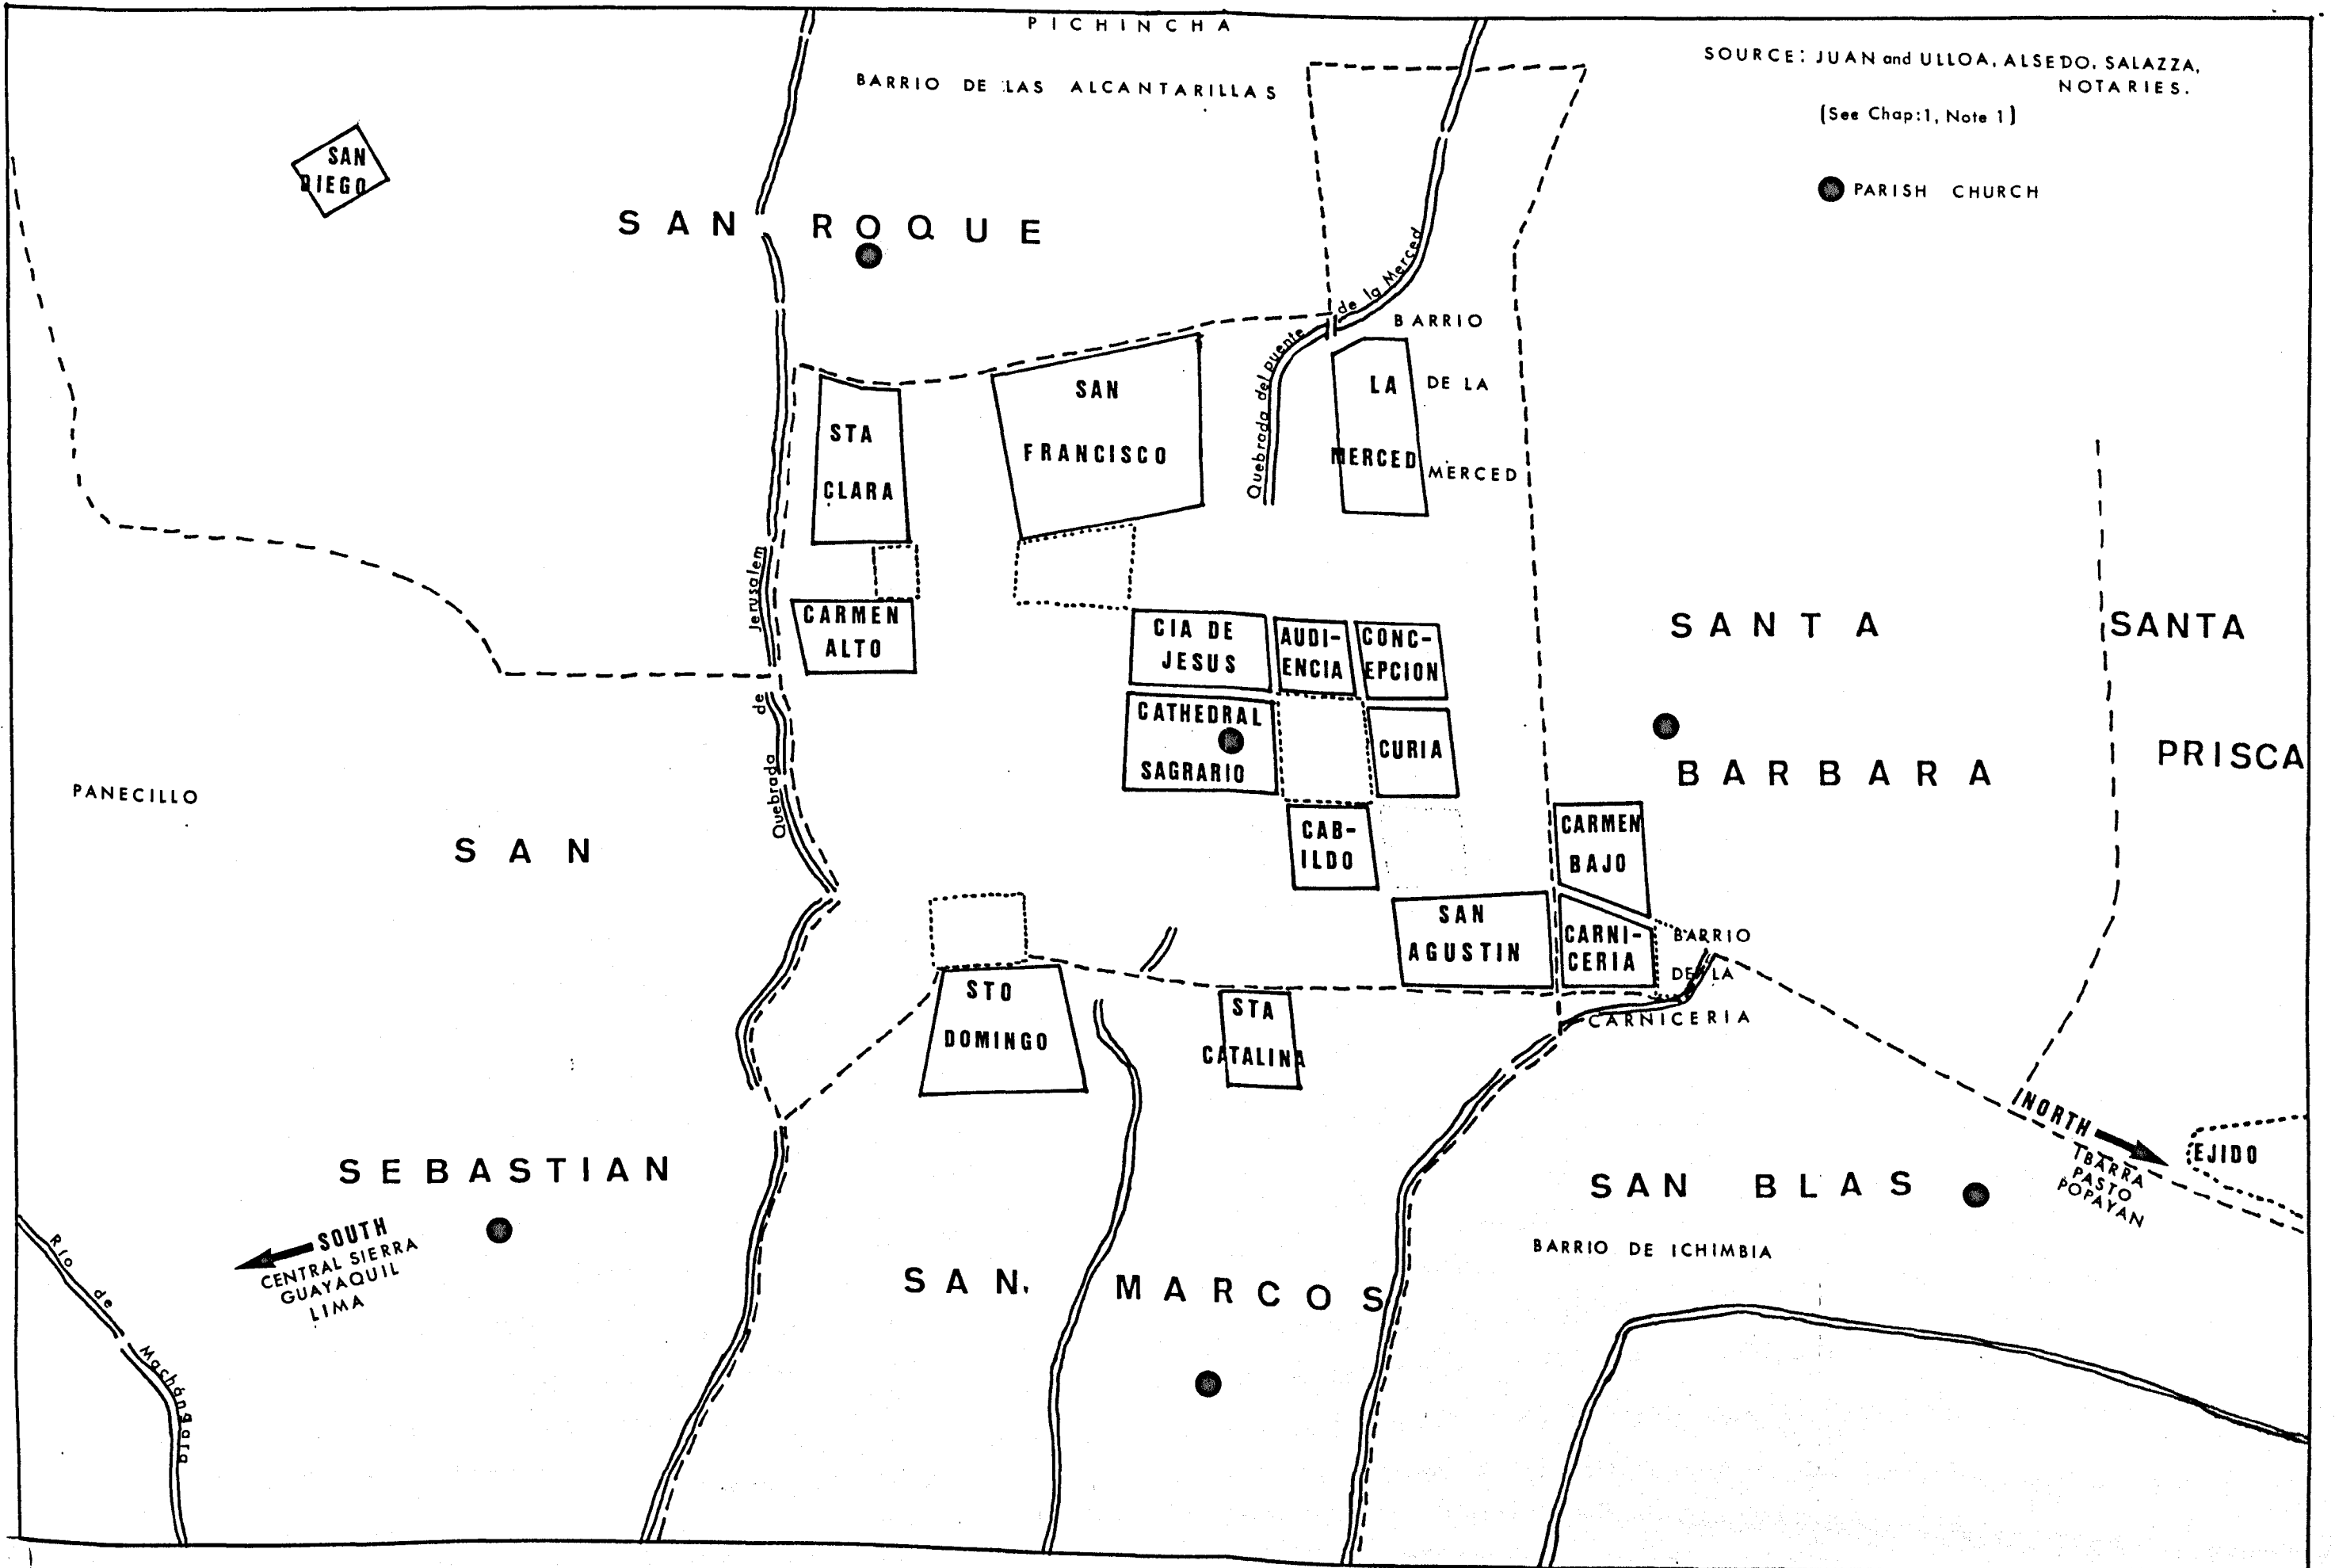 PICHINCHA
BARRIO DE LAS ALCANTARILLAS
SOURCE: JUAN and ULLOA, ALSEDO, SALAZZA,
NOTARIES.
(See Chap:1, Note 1)
PARISH CHURCH
SAN
DIEGO
SAN ROQUE
Quebrada del puente de la Merced
BARRIO
DE LA
MERCED
LA
MERCED
SAN
FRANCISCO
STA
CLARA
CARMEN
ALTO
Quebrada de Jerusalem
CIA DE
JESUS
AUDI-
ENCIA
CONC-
EPCION
CATHEDRAL
SAGRARIO
CURIA
CAB-
ILDO
SANTA
BARBARA
SANTA
PRISCA
PANECILLO
CARMEN
BAJO
SAN
AGUSTIN
CARNI-
CERIA
BARRIO
DE LA
CARNICERIA
STO
DOMINGO
STA
CATALINA
SAN
SEBASTIAN
SOUTH
CENTRAL SIERRA
GUAYAQUIL
LIMA
Rio de Machángara
SAN MARCOS
SAN BLAS
BARRIO DE ICHIMBIA
INORTH
TBARRA
PASTO
POPAYAN
EJIDO